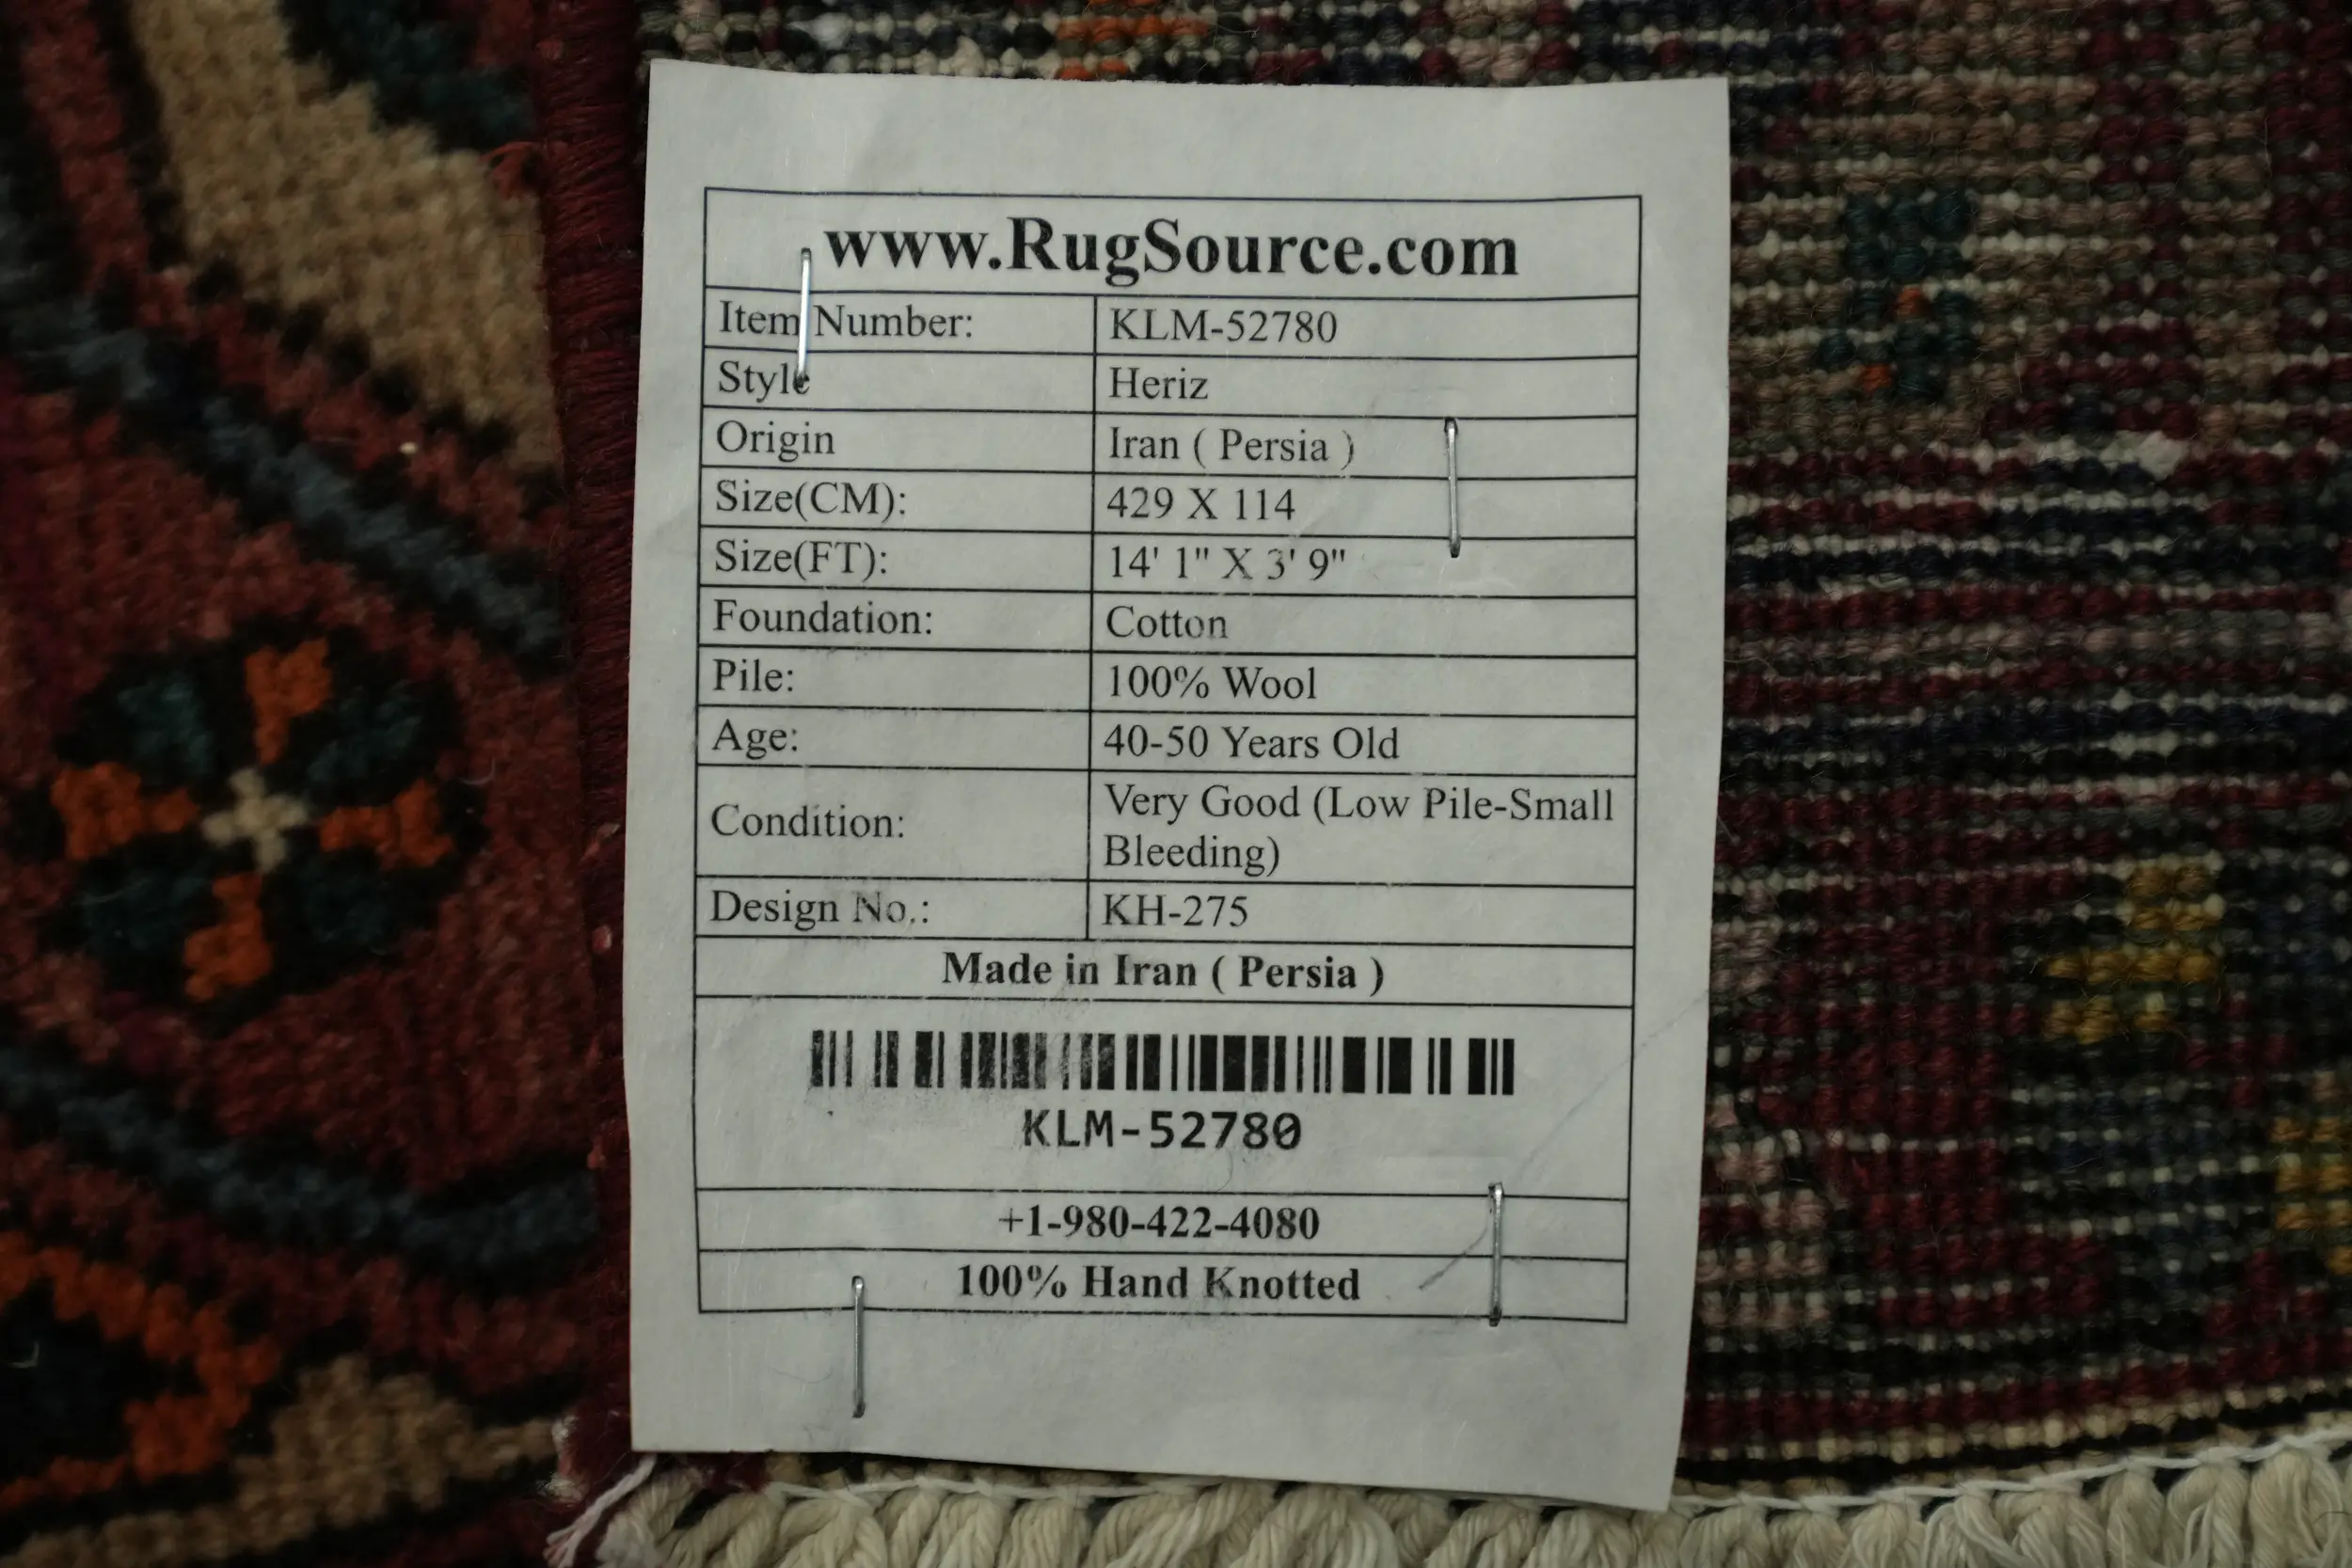 www.RugSource.com
Item Number: KLM-52780
Style Heriz
Origin Iran ( Persia )
Size(CM): 429 X 114
Size(FT): 14' 1" X 3' 9"
Foundation: Cotton
Pile: 100% Wool
Age: 40-50 Years Old
Condition: Very Good (Low Pile-Small
Bleeding)
Design No.: KH-275
Made in Iran ( Persia )
KLM-52780
+1-980-422-4080
100% Hand Knotted